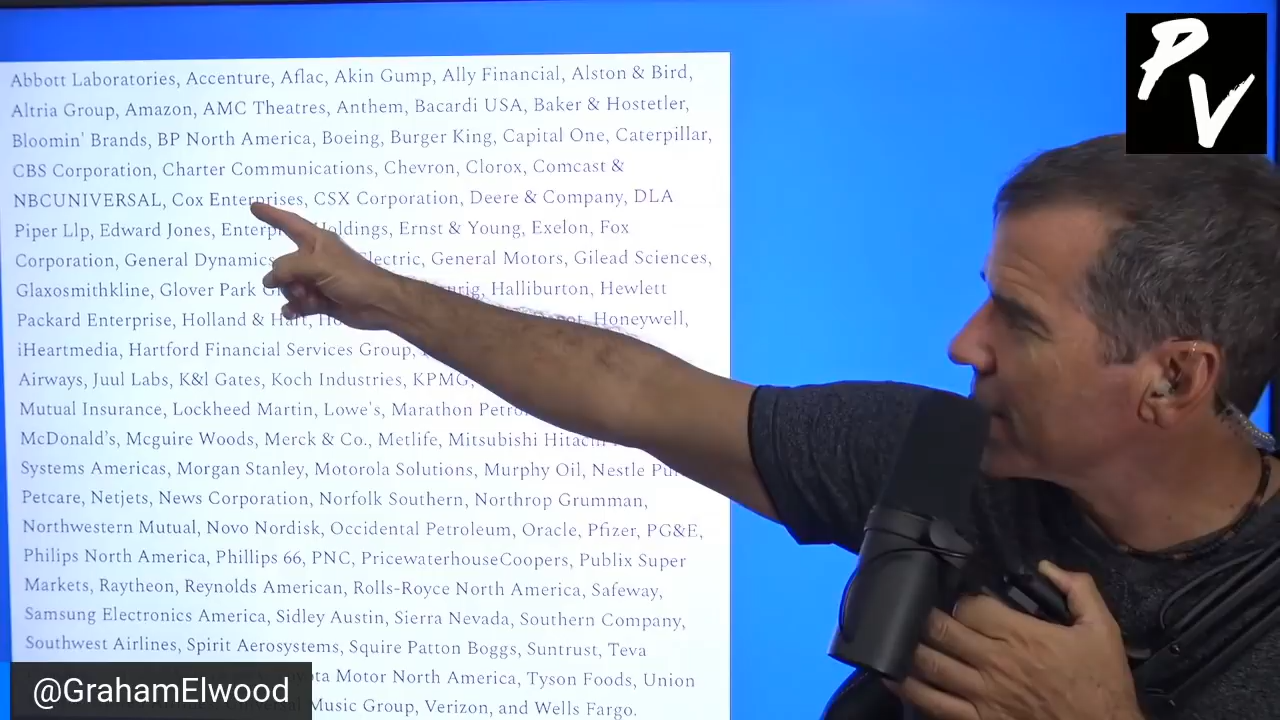 PV
Abbott Laboratories, Accenture, Aflac, Akin Gump, Ally Financial, Alston & Bird,
Altria Group, Amazon, AMC Theatres, Anthem, Bacardi USA, Baker & Hostetler,
Bloomin' Brands, BP North America, Boeing, Burger King, Capital One, Caterpillar,
CBS Corporation, Charter Communications, Chevron, Clorox, Comcast &
NBCUNIVERSAL, Cox Enterprises, CSX Corporation, Deere & Company, DLA
Piper Llp, Edward Jones, Holdings, Ernst & Young, Exelon, Fox
Corporation, General Dynamics Electric, General Motors, Gilead Sciences,
Glaxosmithkline, Glover Park Halliburton, Hewlett
Packard Enterprise, Holland & Hart, Honeywell,
iHeartmedia, Hartford Financial Services Group,
Airways, Juul Labs, K&l Gates, Koch Industries, KPMG,
Mutual Insurance, Lockheed Martin, Lowe's, Marathon
McDonald's, Mcguire Woods, Merck & Co., Metlife, Mitsubishi Hitachi
Systems Americas, Morgan Stanley, Motorola Solutions, Murphy Oil, Nestle
Petcare, Netjets, News Corporation, Norfolk Southern, Northrop Grumman,
Northwestern Mutual, Novo Nordisk, Occidental Petroleum, Oracle, Pfizer, PG&E,
Philips North America, Phillips 66, PNC, PricewaterhouseCoopers, Publix Super
Markets, Raytheon, Reynolds American, Rolls-Royce North America, Safeway,
Samsung Electronics America, Sidley Austin, Sierra Nevada, Southern Company,
Southwest Airlines, Spirit Aerosystems, Squire Patton Boggs, Suntrust, Teva
Motor North America, Tyson Foods, Union
Music Group, Verizon, and Wells Fargo.
@GrahamElwood